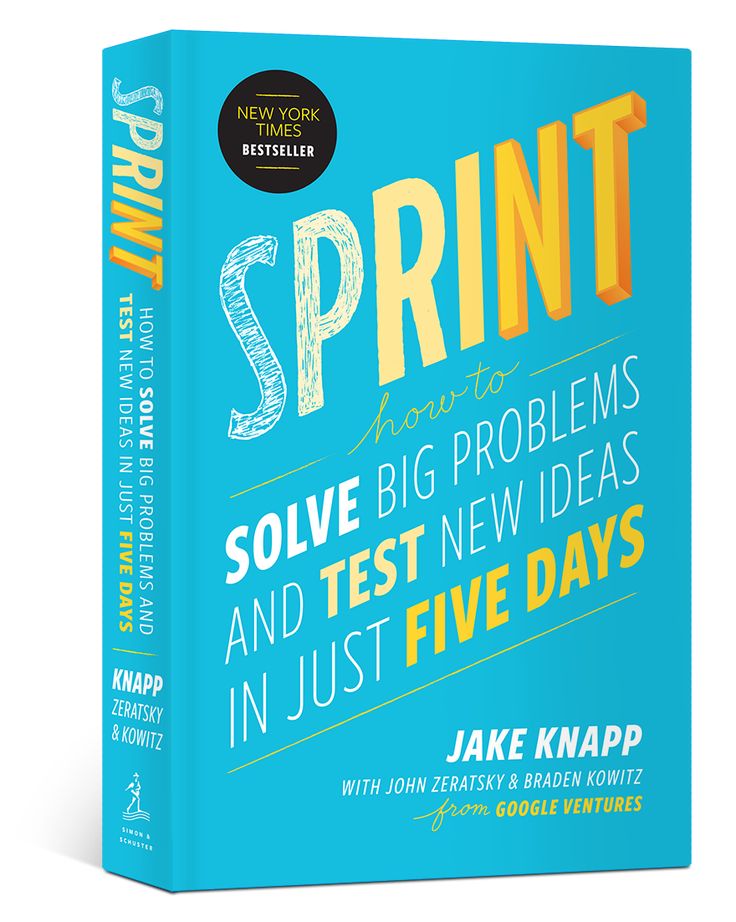 SPRINT
HOW TO SOLVE BIG PROBLEMS AND
TEST NEW IDEAS IN JUST FIVE DAYS
KNAPP
ZERATSKY
& KOWITZ
SIMON &
SCHUSTER
NEW YORK
TIMES
BESTSELLER
SPRINT
how to
SOLVE BIG PROBLEMS
AND TEST NEW IDEAS
IN JUST FIVE DAYS
JAKE KNAPP
WITH JOHN ZERATSKY & BRADEN KOWITZ
from GOOGLE VENTURES